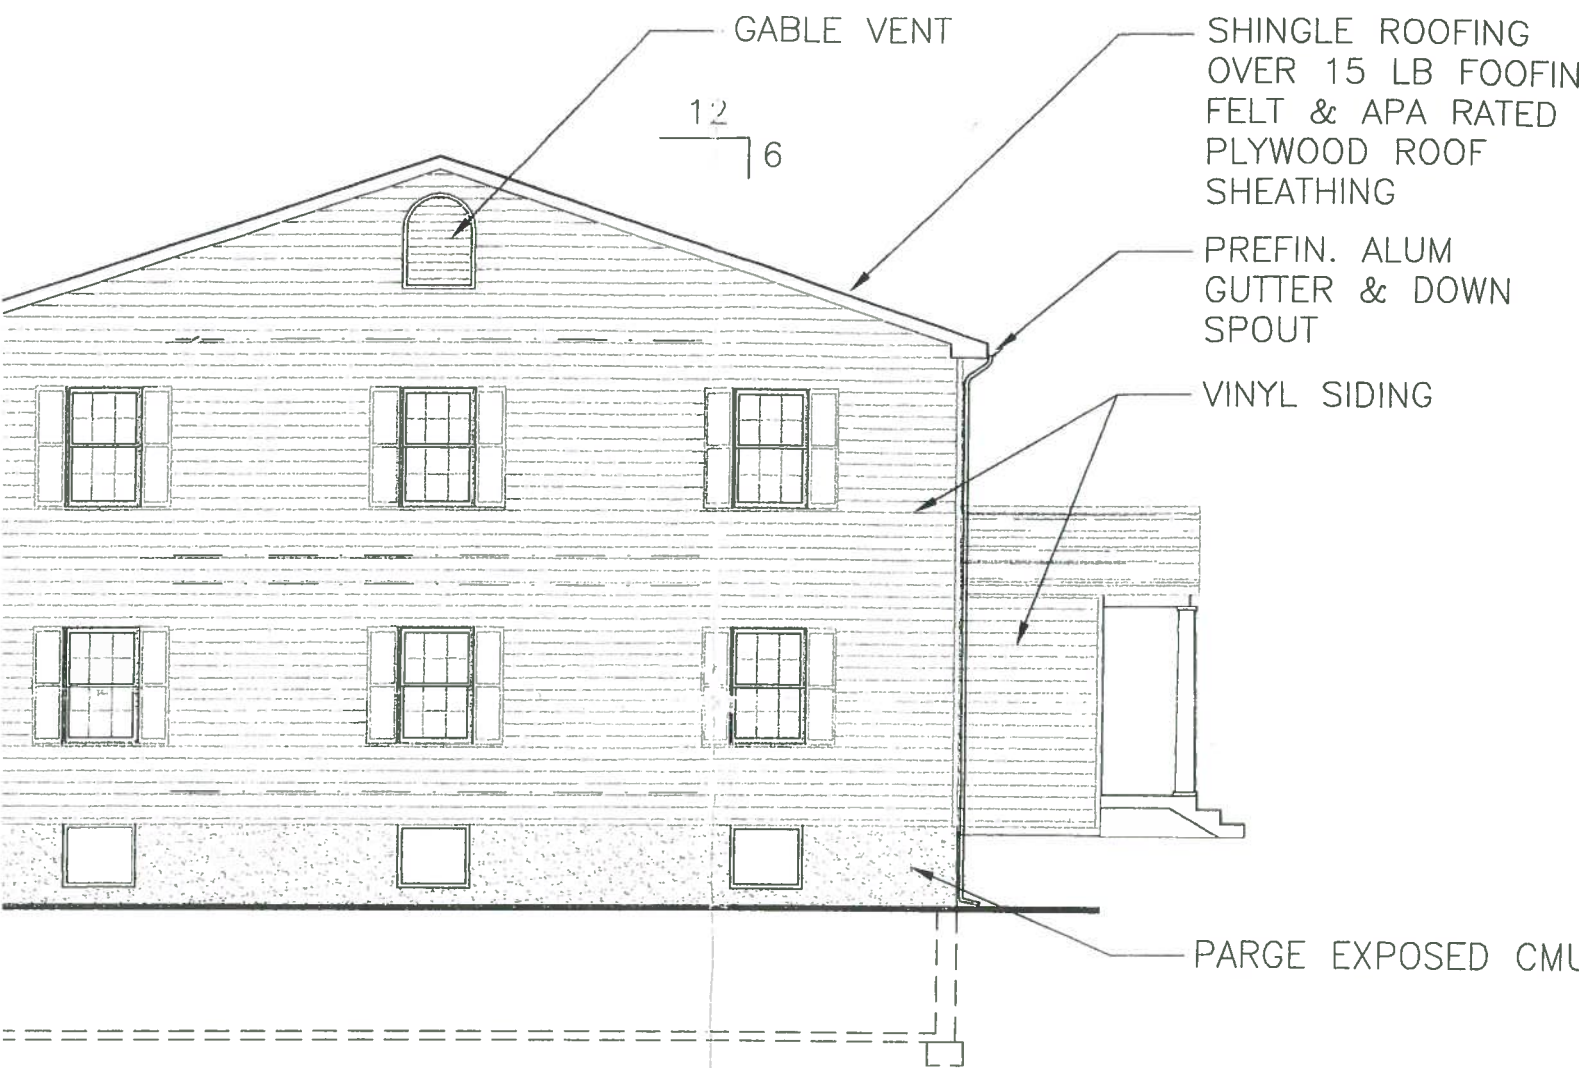 GABLE VENT
12
6
SHINGLE ROOFING
OVER 15 LB FOOFIN
FELT & APA RATED
PLYWOOD ROOF
SHEATHING
PREFIN. ALUM
GUTTER & DOWN
SPOUT
VINYL SIDING
PARGE EXPOSED CMU